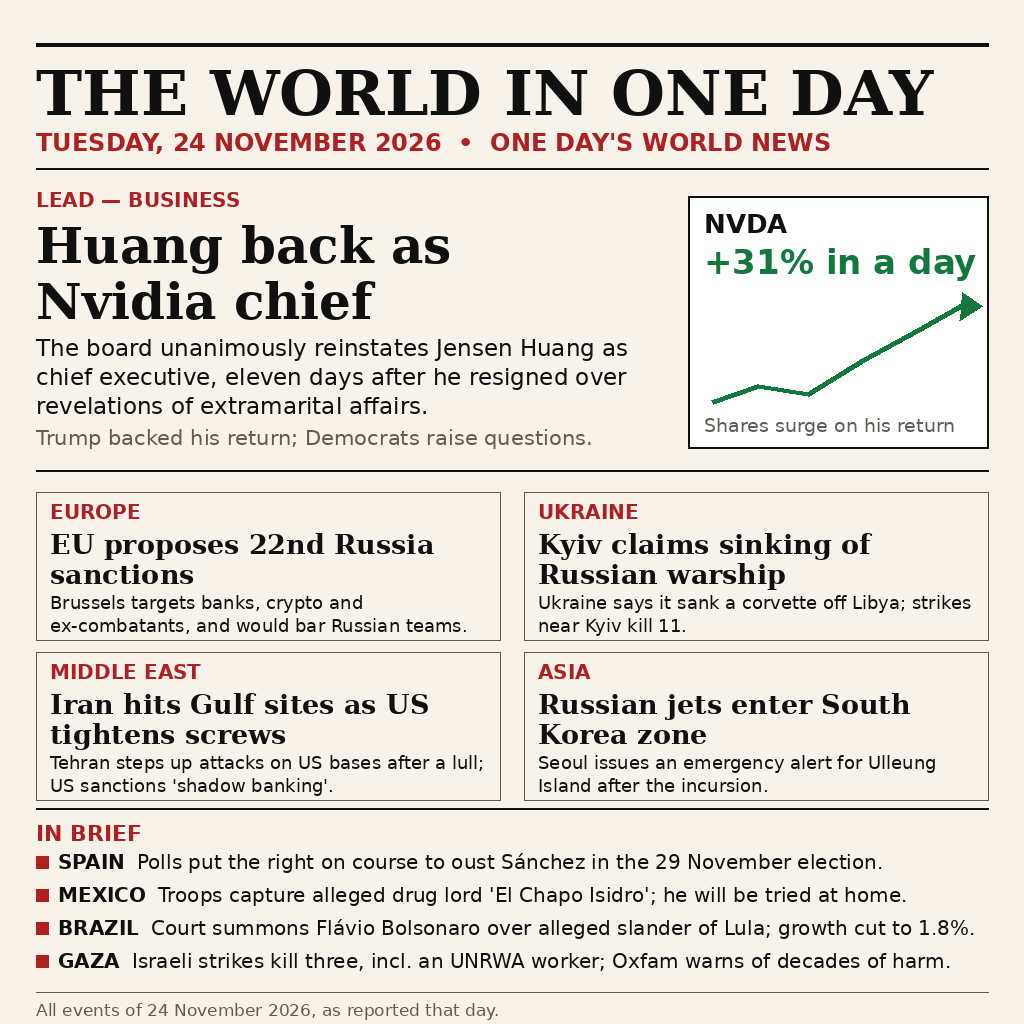 THE WORLD IN ONE DAY
TUESDAY, 24 NOVEMBER 2026 • ONE DAY'S WORLD NEWS
LEAD — BUSINESS
Huang back as
Nvidia chief
The board unanimously reinstates Jensen Huang as
chief executive, eleven days after he resigned over
revelations of extramarital affairs.
Trump backed his return; Democrats raise questions.
NVDA
+31% in a day
Shares surge on his return
EUROPE
EU proposes 22nd Russia
sanctions
Brussels targets banks, crypto and
ex-combatants, and would bar Russian teams.
UKRAINE
Kyiv claims sinking of
Russian warship
Ukraine says it sank a corvette off Libya; strikes
near Kyiv kill 11.
MIDDLE EAST
Iran hits Gulf sites as US
tightens screws
Tehran steps up attacks on US bases after a lull;
US sanctions 'shadow banking'.
ASIA
Russian jets enter South
Korea zone
Seoul issues an emergency alert for Ulleung
Island after the incursion.
IN BRIEF
SPAIN Polls put the right on course to oust Sánchez in the 29 November election.
MEXICO Troops capture alleged drug lord 'El Chapo Isidro'; he will be tried at home.
BRAZIL Court summons Flávio Bolsonaro over alleged slander of Lula; growth cut to 1.8%.
GAZA Israeli strikes kill three, incl. an UNRWA worker; Oxfam warns of decades of harm.
All events of 24 November 2026, as reported that day.